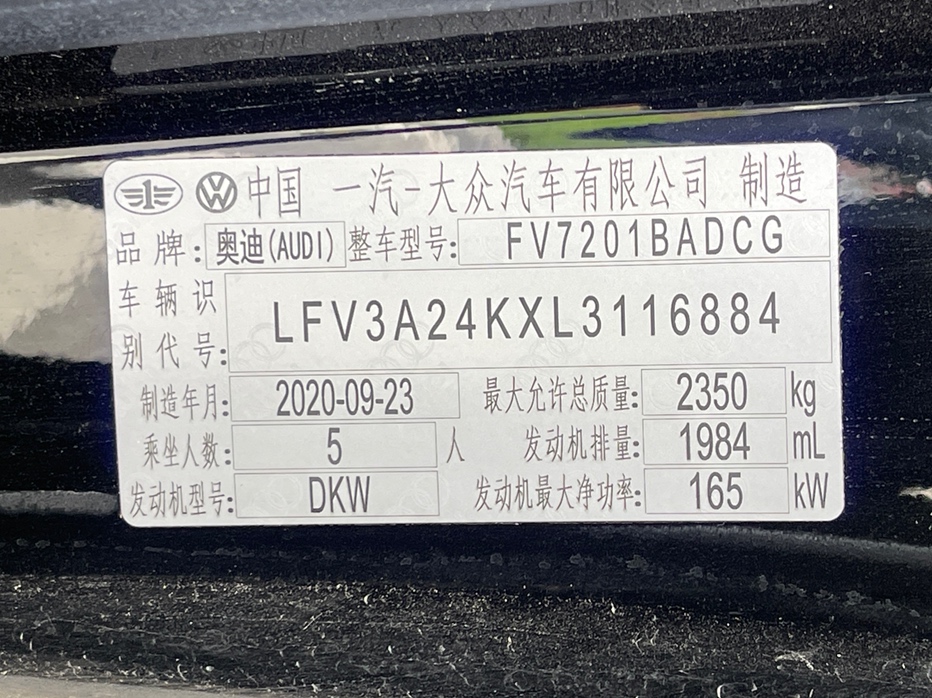 中国 一汽-大众汽车有限公司 制造
品牌: 奥迪(AUDI) 整车型号: FV7201BADCG
车辆识别代号: LFV3A24KXL3116884
制造年月: 2020-09-23 最大允许总质量: 2350 kg
乘坐人数: 5 人 发动机排量: 1984 mL
发动机型号: DKW 发动机最大净功率: 165 kW